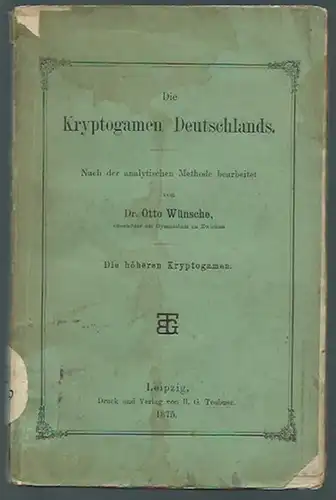 Die
Kryptogamen Deutschlands.
Nach der analytischen Methode bearbeitet
von
Dr. Otto Wünsche,
Oberlehrer am Gymnasium zu Zwickau
Die höheren Kryptogamen.
Leipzig,
Druck und Verlag von B. G. Teubner.
1875.